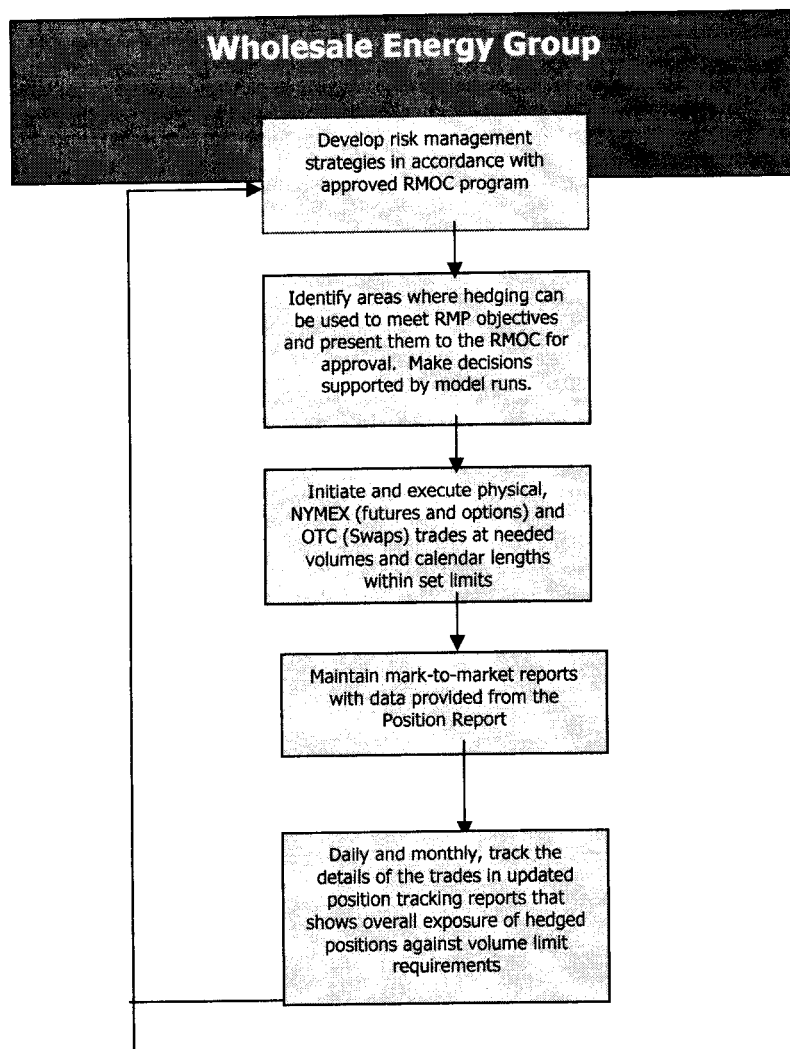 Wholesale Energy Group
Develop risk management
strategies in accordance with
approved RMOC program
Identify areas where hedging can
be used to meet RMP objectives
and present them to the RMOC for
approval.  Make decisions
supported by model runs.
Initiate and execute physical,
NYMEX (futures and options) and
OTC (Swaps) trades at needed
volumes and calendar lengths
within set limits
Maintain mark-to-market reports
with data provided from the
Position Report
Daily and monthly, track the
details of the trades in updated
position tracking reports that
shows overall exposure of hedged
positions against volume limit
requirements